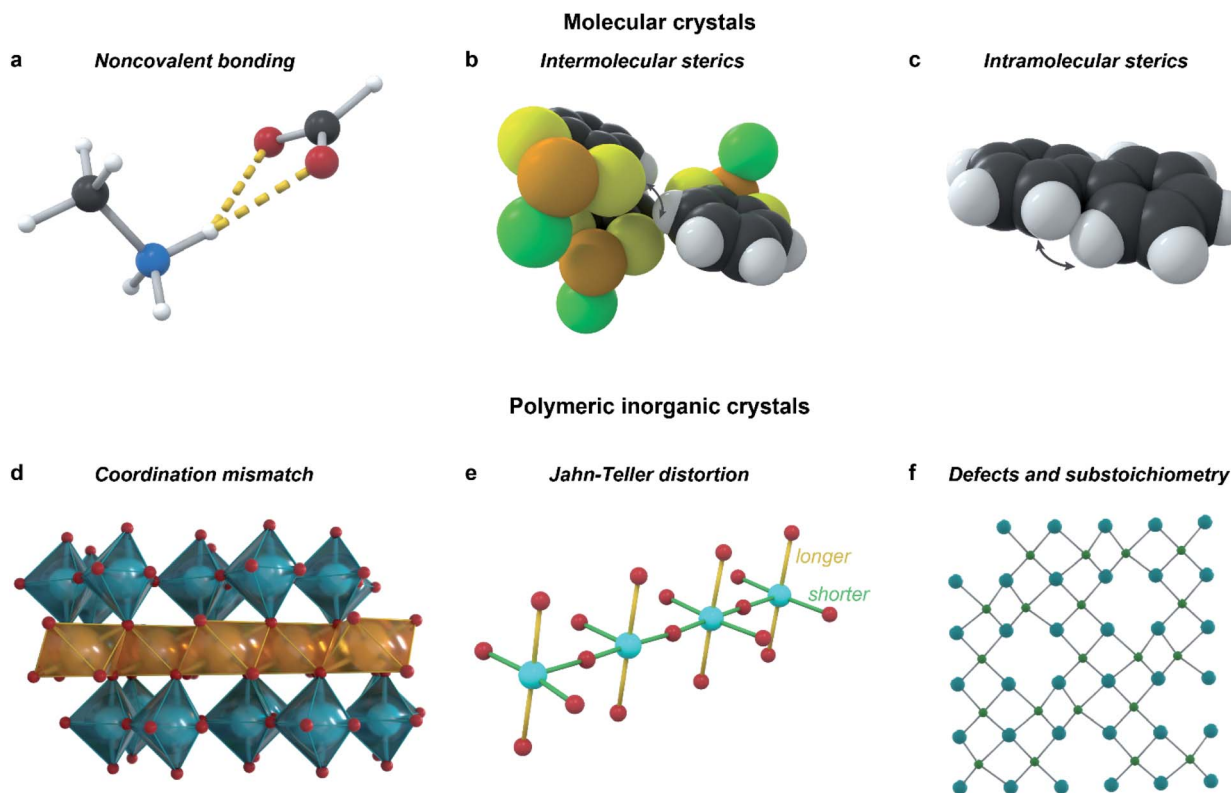 Molecular crystals
a Noncovalent bonding
b Intermolecular sterics
c Intramolecular sterics
Polymeric inorganic crystals
d Coordination mismatch
e Jahn-Teller distortion
f Defects and substoichiometry
longer
shorter